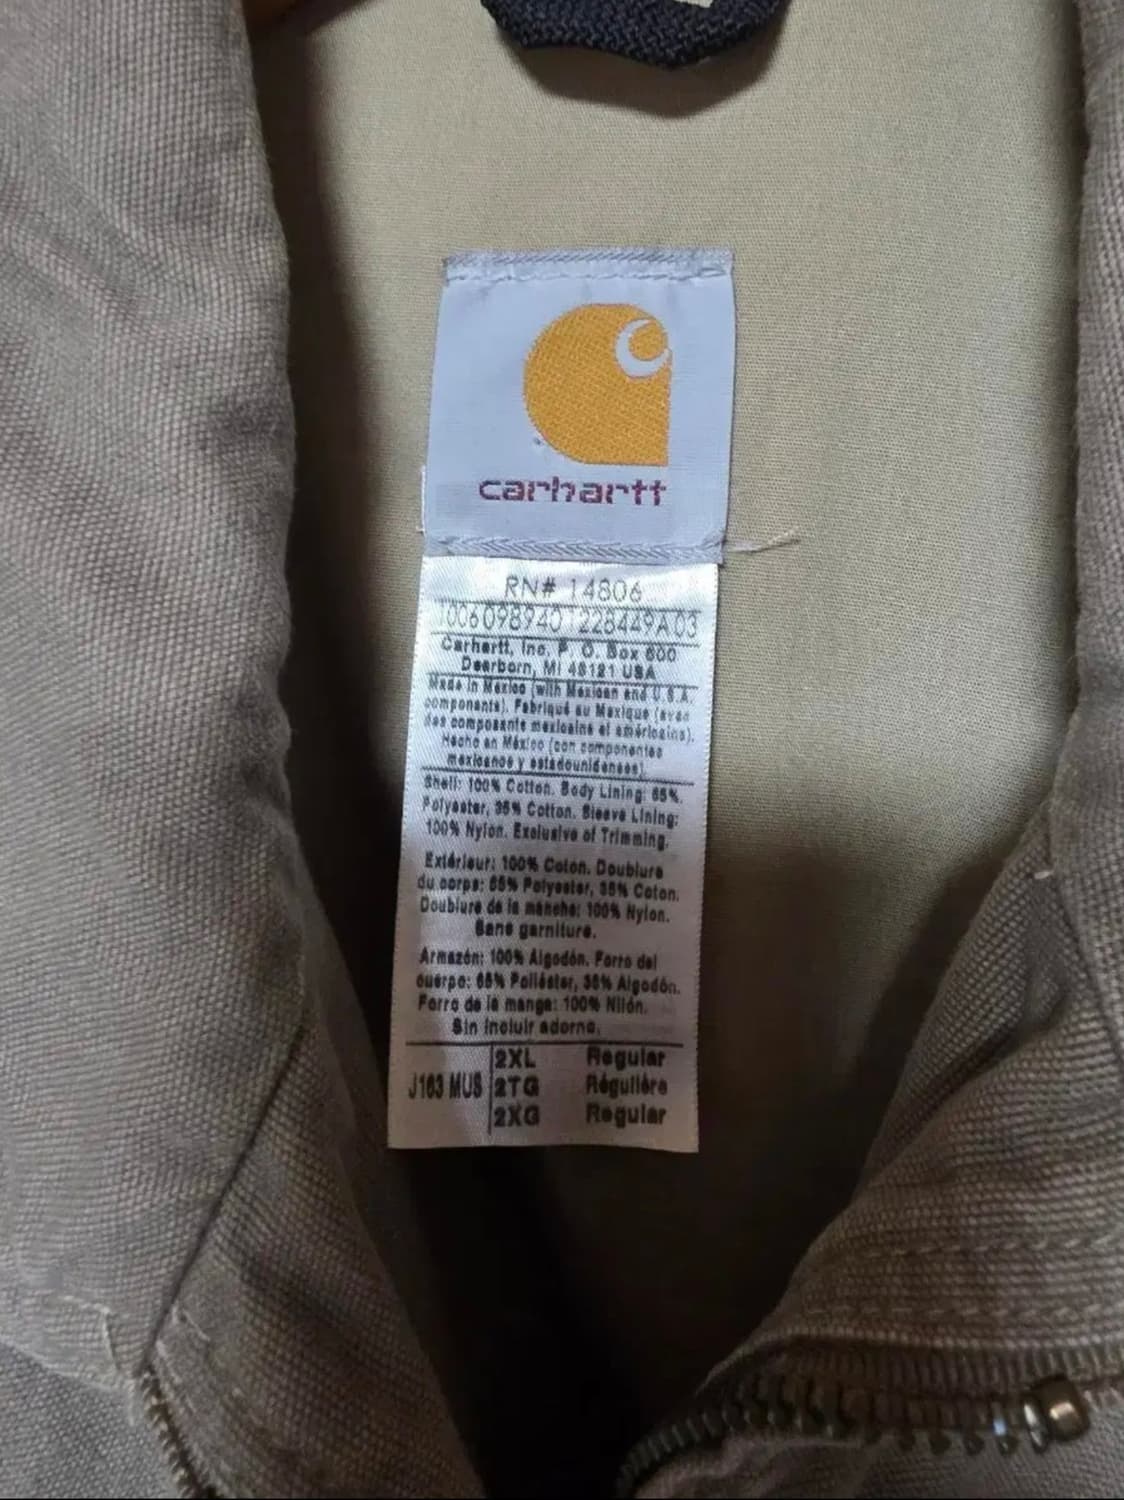 carhartt
RN# 14806
10060989401228449A03
Carhartt, Inc. P. O. Box 600
Dearborn, MI 48121 USA
Made in Mexico (with Mexican and U.S.A.
components). Fabriqué au Mexique (avec
des composante mexicains et américains).
Hecho en México (con componentes
mexicanos y estadounidenses)
Shell: 100% Cotton. Body Lining: 65%.
Polyester, 35% Cotton. Sleeve Lining:
100% Nylon. Exclusive of Trimming.
Extérieur: 100% Coton. Doublure
du corps: 65% Polyester, 35% Coton.
Doublure de la manche: 100% Nylon.
Sans garniture.
Armazón: 100% Algodón. Forro del
cuerpo: 65% Poliéster, 35% Algodón.
Forro de la manga: 100% Nilón.
Sin incluir adorno.
2XL Regular
J163 MUS 2TG Régulière
2XG Regular